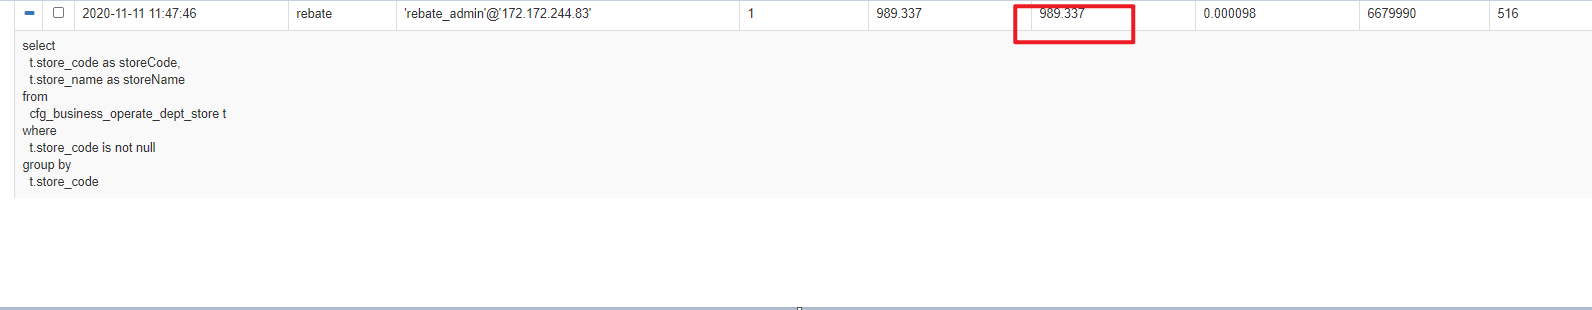 2020-11-11 11:47:46 rebate 'rebate_admin'@'172.172.244.83' 1 989.337 989.337 0.000098 6679990 516
select
t.store_code as storeCode,
t.store_name as storeName
from
cfg_business_operate_dept_store t
where
t.store_code is not null
group by
t.store_code